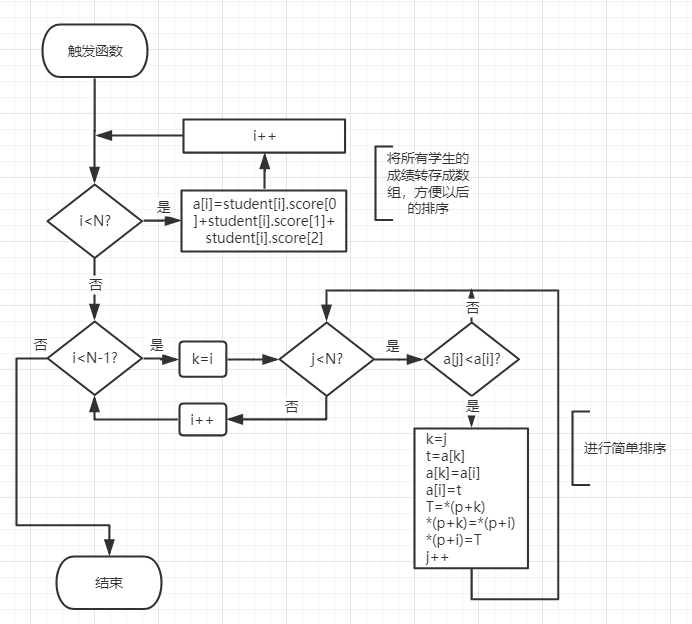 触发函数
i++
将所有学生的
成绩转存成数
组，方便以后
的排序
i<N?
是
a[i]=student[i].score[0
]+student[i].score[1]+
student[i].score[2]
否
否
i<N-1?
是
k=i
j<N?
是
a[j]<a[i]?
否
i++
否
是
k=j
t=a[k]
a[k]=a[i]
a[i]=t
T=*(p+k)
*(p+k)=*(p+i)
*(p+i)=T
j++
进行简单排序
结束